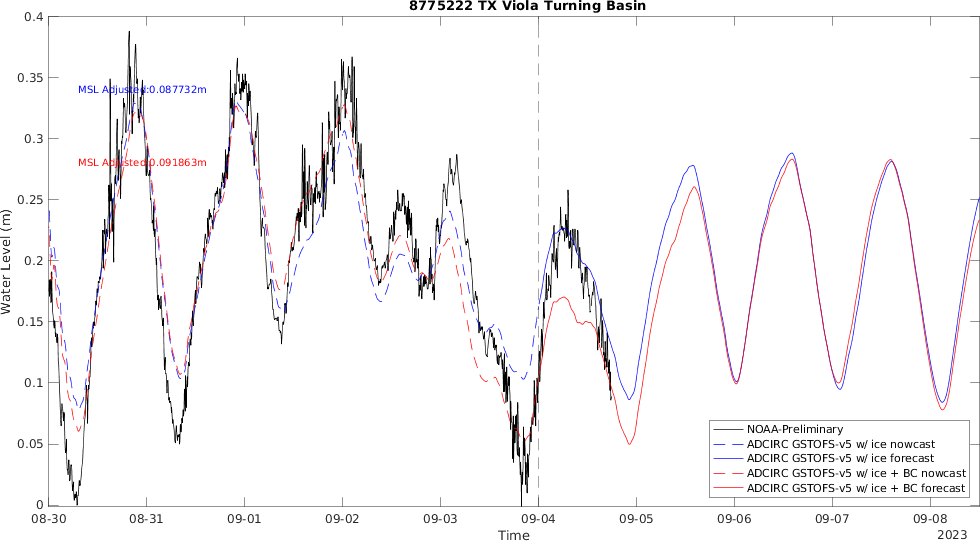 8775222 TX Viola Turning Basin
0.4
0.35
0.3
0.25
0.2
0.15
0.1
0.05
0
Water Level (m)
MSL Adjusted:0.087732m
MSL Adjusted:0.091863m
NOAA-Preliminary
ADCIRC GSTOFS-v5 w/ ice nowcast
ADCIRC GSTOFS-v5 w/ ice forecast
ADCIRC GSTOFS-v5 w/ ice + BC nowcast
ADCIRC GSTOFS-v5 w/ ice + BC forecast
08-30 08-31 09-01 09-02 09-03 09-04 09-05 09-06 09-07 09-08
Time
2023